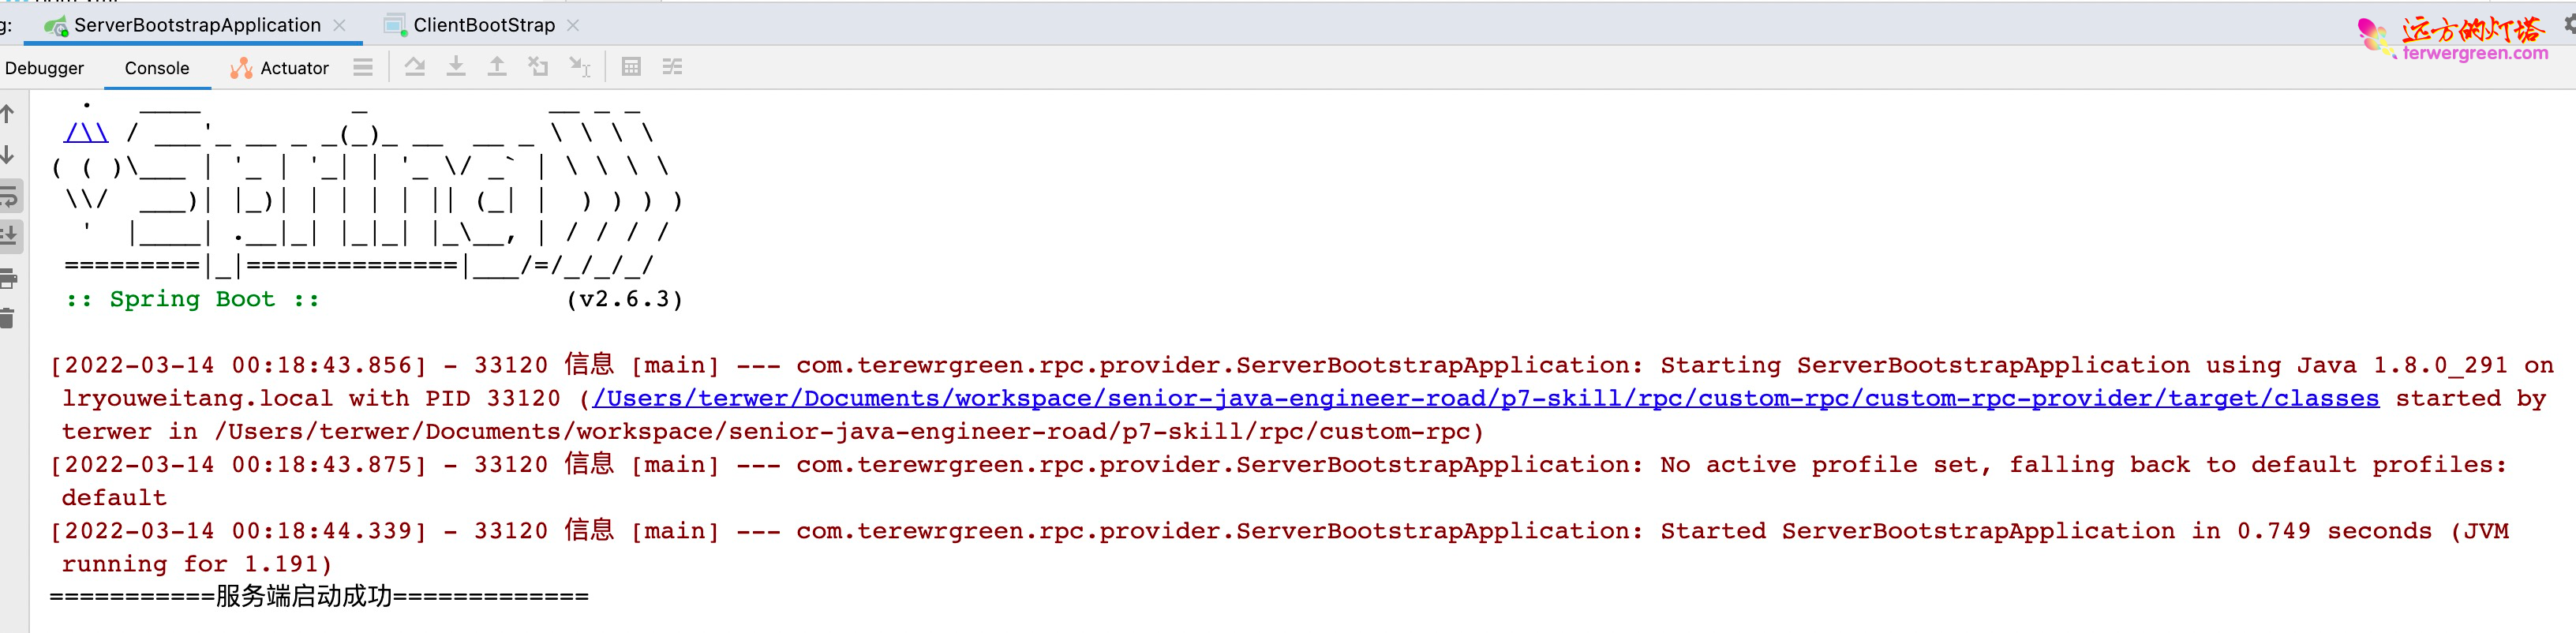 g: ServerBootstrapApplication ClientBootStrap
远方的灯塔
terwergreen.com
Debugger Console Actuator
  .   ____          _            __ _ _
 /\\ / ___'_ __ _ _(_)_ __  __ _ \ \ \ \
( ( )\___ | '_ | '_| | '_ \/ _` | \ \ \ \
 \\/  ___)| |_)| | | | | || (_| |  ) ) ) )
  '  |____| .__|_| |_|_| |_\__, | / / / /
 =========|_|==============|___/=/_/_/_/
 :: Spring Boot ::                (v2.6.3)
[2022-03-14 00:18:43.856] - 33120 信息 [main] --- com.terewrgreen.rpc.provider.ServerBootstrapApplication: Starting ServerBootstrapApplication using Java 1.8.0_291 on
lryouweitang.local with PID 33120 (/Users/terwer/Documents/workspace/senior-java-engineer-road/p7-skill/rpc/custom-rpc/custom-rpc-provider/target/classes started by
terwer in /Users/terwer/Documents/workspace/senior-java-engineer-road/p7-skill/rpc/custom-rpc)
[2022-03-14 00:18:43.875] - 33120 信息 [main] --- com.terewrgreen.rpc.provider.ServerBootstrapApplication: No active profile set, falling back to default profiles:
default
[2022-03-14 00:18:44.339] - 33120 信息 [main] --- com.terewrgreen.rpc.provider.ServerBootstrapApplication: Started ServerBootstrapApplication in 0.749 seconds (JVM
running for 1.191)
===========服务端启动成功=============